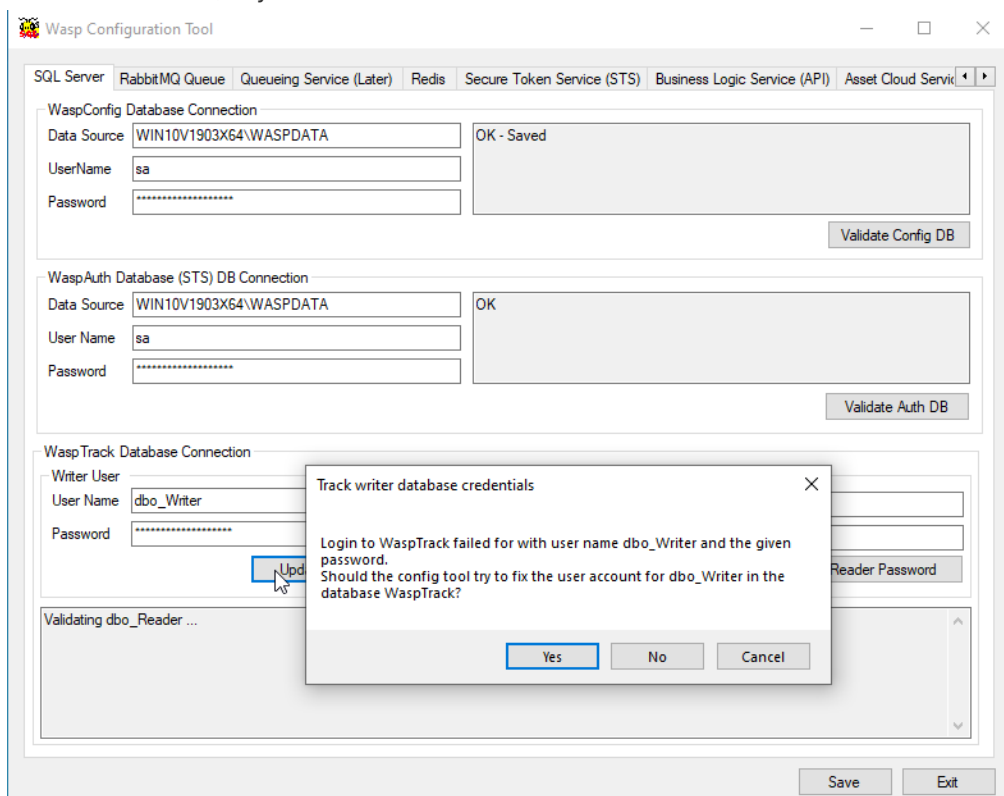 Wasp Configuration Tool
SQL Server RabbitMQ Queue Queueing Service (Later) Redis Secure Token Service (STS) Business Logic Service (API) Asset Cloud
WaspConfig Database Connection
Data Source WIN10V1903X64\WASPDATA OK - Saved
UserName sa
Password *******************
Validate Config DB
WaspAuth Database (STS) DB Connection
Data Source WIN10V1903X64\WASPDATA OK
User Name sa
Password *******************
Validate Auth DB
WaspTrack Database Connection
Writer User
User Name dbo_Writer
Password *******************
Upd
Reader Password
Validating dbo_Reader ...
Track writer database credentials
Login to WaspTrack failed for with user name dbo_Writer and the given
password.
Should the config tool try to fix the user account for dbo_Writer in the
database WaspTrack?
Yes No Cancel
Save Exit